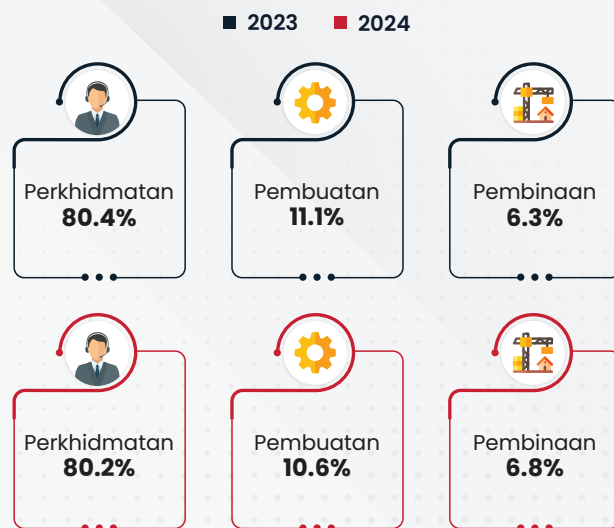 2023 2024
Perkhidmatan Pembuatan Pembinaan
80.4% 11.1% 6.3%
Perkhidmatan Pembuatan Pembinaan
80.2% 10.6% 6.8%